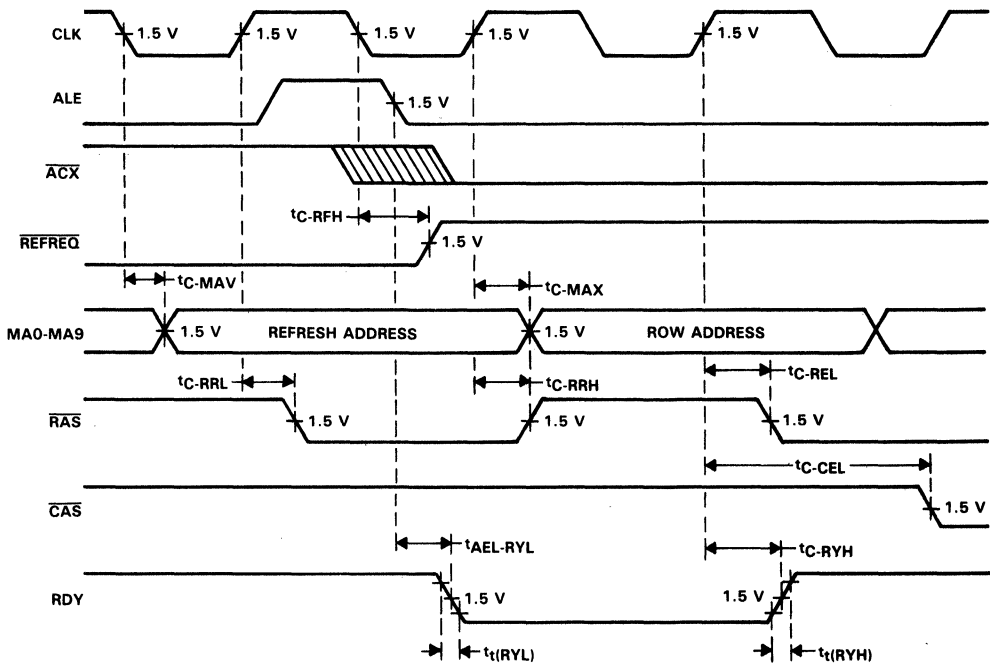 CLK
1.5 V
1.5 V
1.5 V
1.5 V
1.5 V
ALE
1.5 V
ACX
tC-RFH
REFREQ
1.5 V
tC-MAV
tC-MAX
MA0-MA9
1.5 V
REFRESH ADDRESS
1.5 V
ROW ADDRESS
tC-RRL
tC-RRH
tC-REL
RAS
1.5 V
1.5 V
1.5 V
tC-CEL
CAS
1.5 V
tAEL-RYL
tC-RYH
RDY
1.5 V
1.5 V
tt(RYL)
tt(RYH)